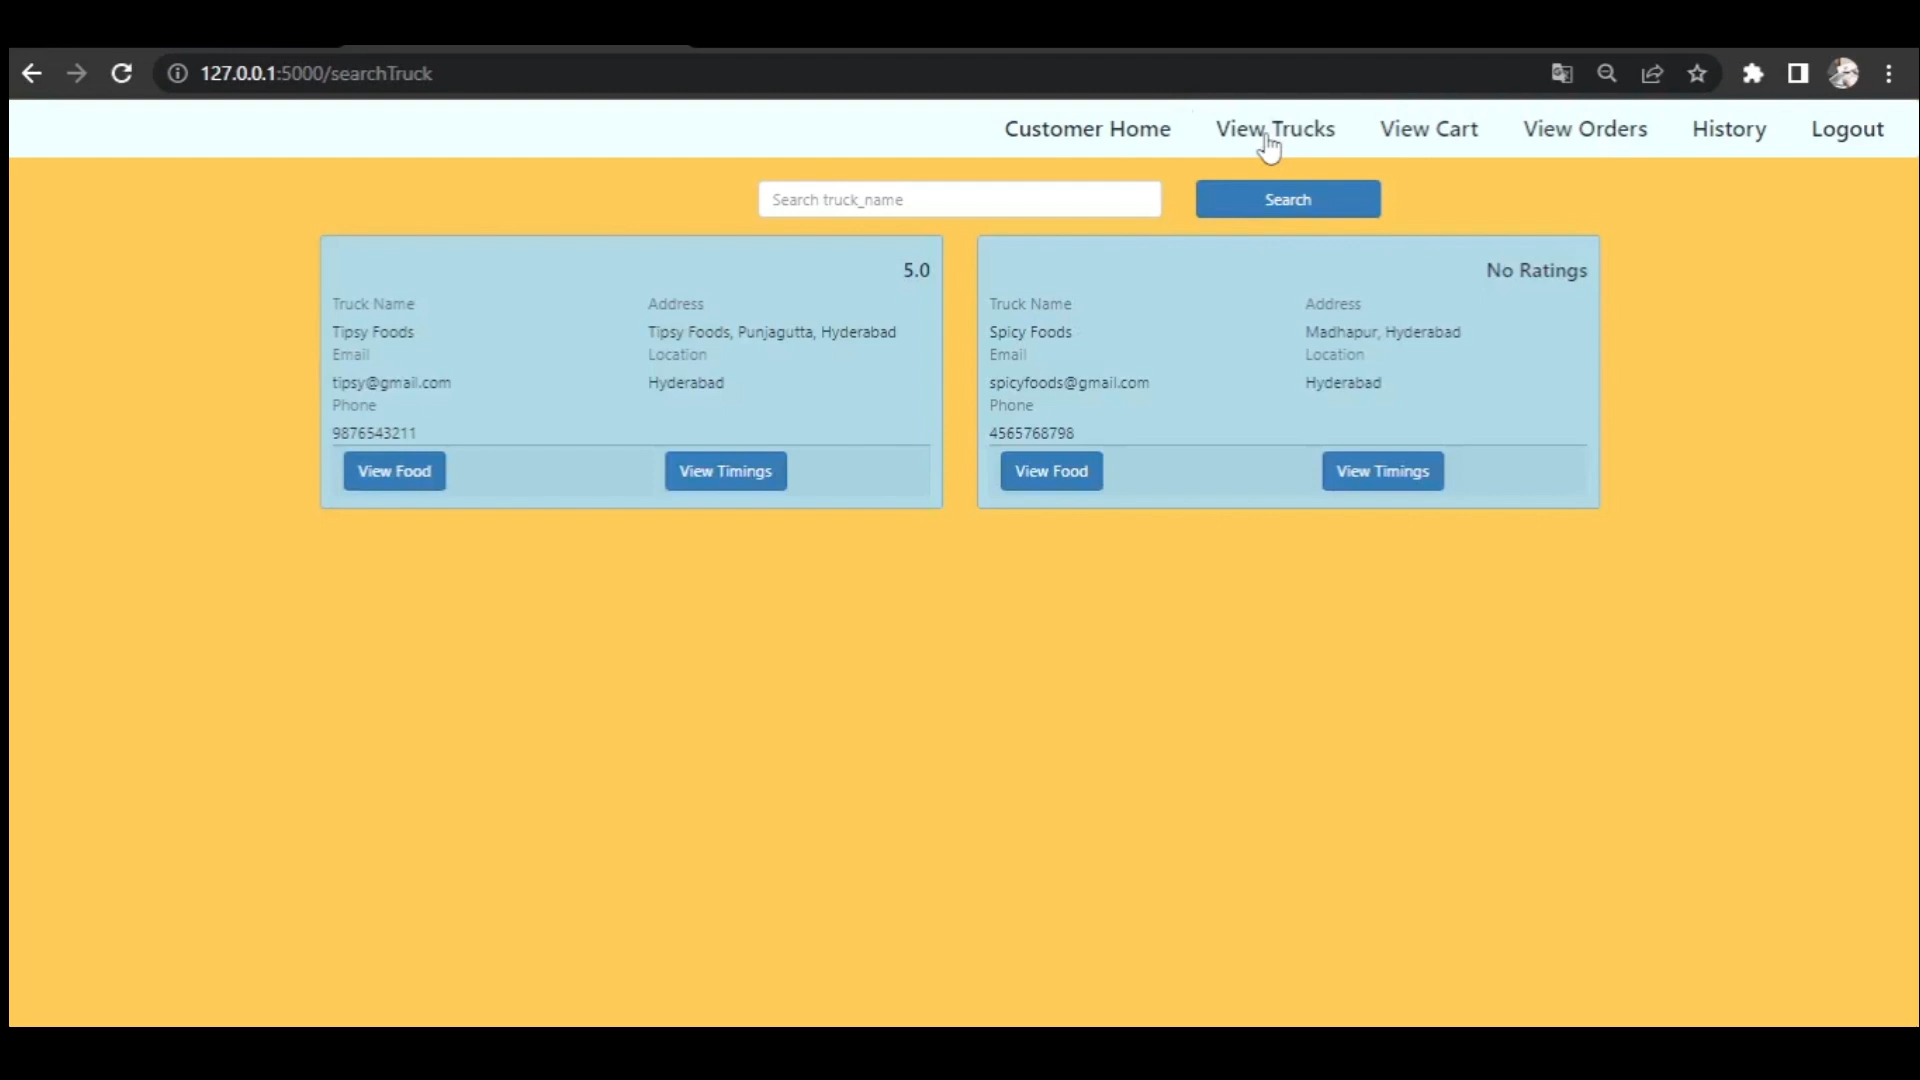 127.0.0.1:5000/searchTruck
Customer Home View Trucks View Cart View Orders History Logout
Search truck_name Search
5.0
Truck Name Address
Tipsy Foods Tipsy Foods, Punjagutta, Hyderabad
Email Location
tipsy@gmail.com Hyderabad
Phone
9876543211
View Food View Timings
No Ratings
Truck Name Address
Spicy Foods Madhapur, Hyderabad
Email Location
spicyfoods@gmail.com Hyderabad
Phone
4565768798
View Food View Timings